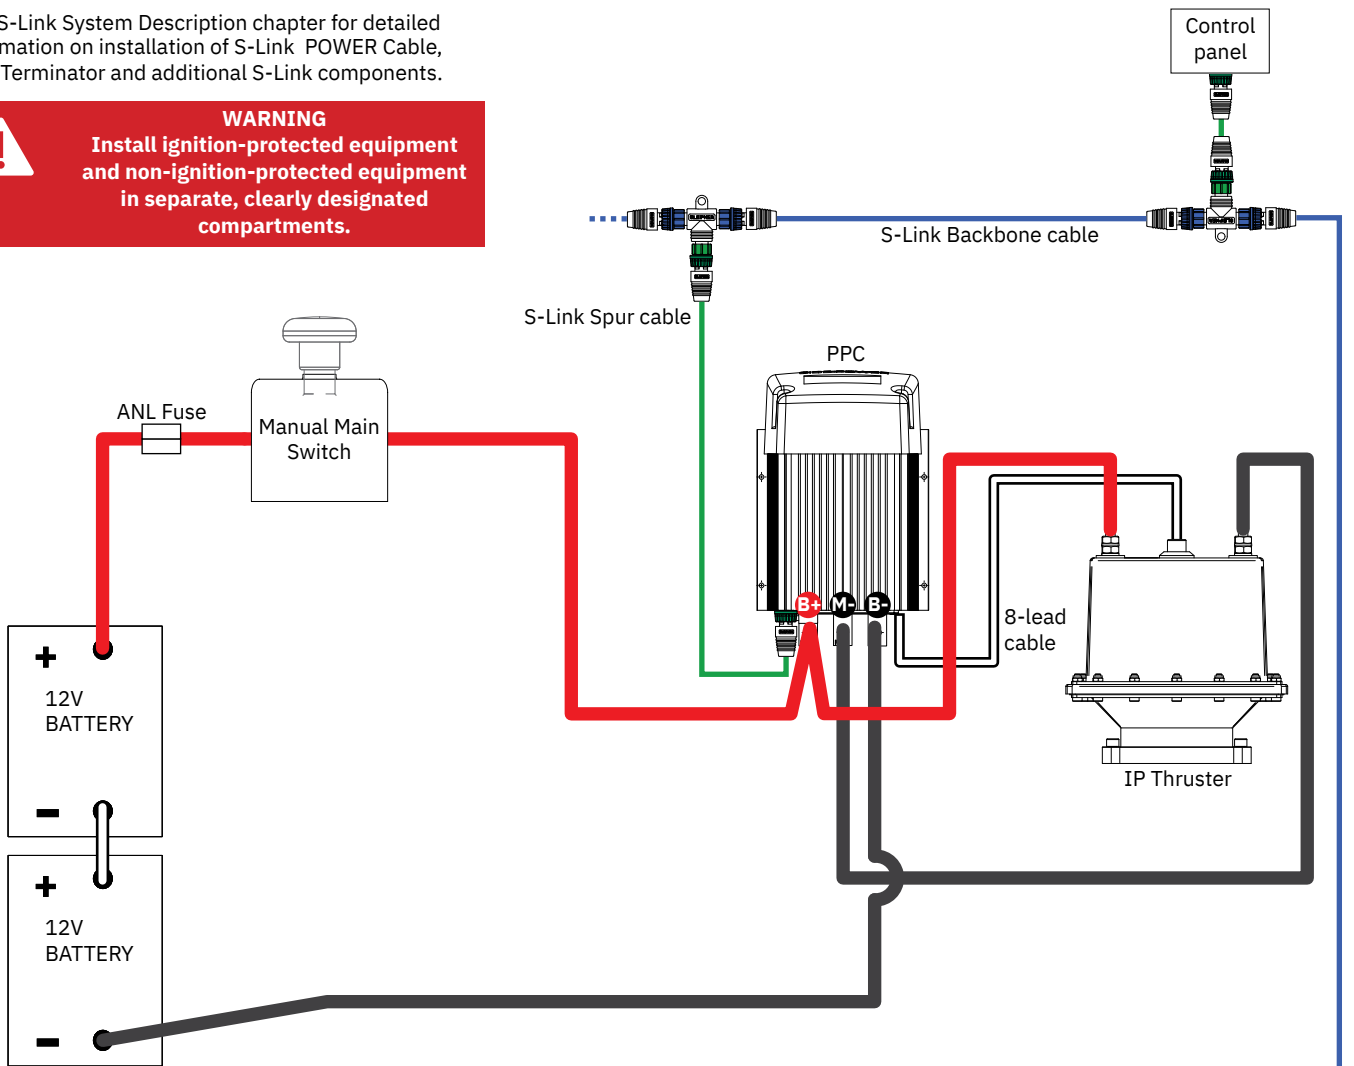 S-Link System Description chapter for detailed
mation on installation of S-Link POWER Cable,
Terminator and additional S-Link components.
WARNING
Install ignition-protected equipment
and non-ignition-protected equipment
in separate, clearly designated
compartments.
Control
panel
S-Link Backbone cable
S-Link Spur cable
PPC
ANL Fuse
Manual Main
Switch
B+ M- B-
8-lead
cable
+
12V
BATTERY
-
IP Thruster
+
12V
BATTERY
-